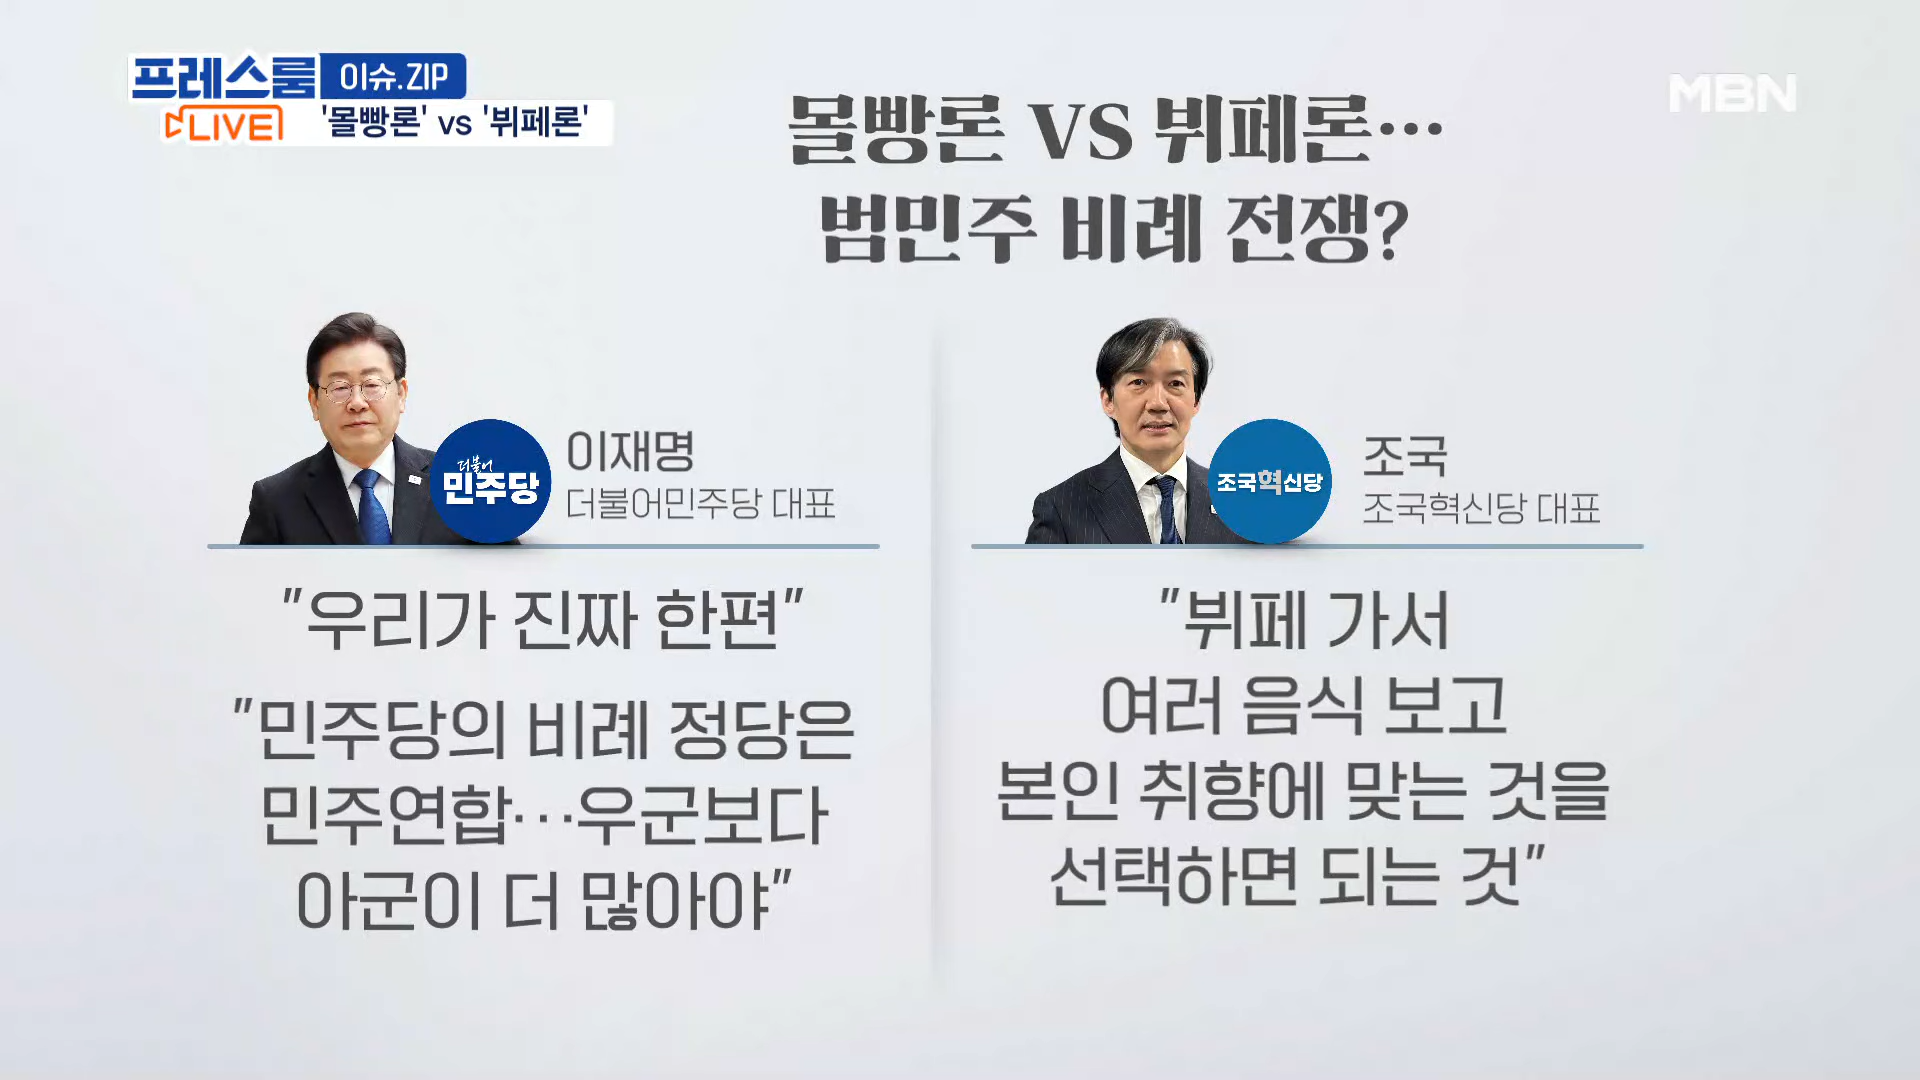 프레스룸 이슈.ZIP
LIVE '몰빵론' vs '뷔페론'
MBN
몰빵론 VS 뷔페론…
범민주 비례 전쟁?
더불어
민주당
이재명
더불어민주당 대표
"우리가 진짜 한편"
"민주당의 비례 정당은
민주연합…우군보다
아군이 더 많아야"
조국혁신당
조국
조국혁신당 대표
"뷔페 가서
여러 음식 보고
본인 취향에 맞는 것을
선택하면 되는 것"